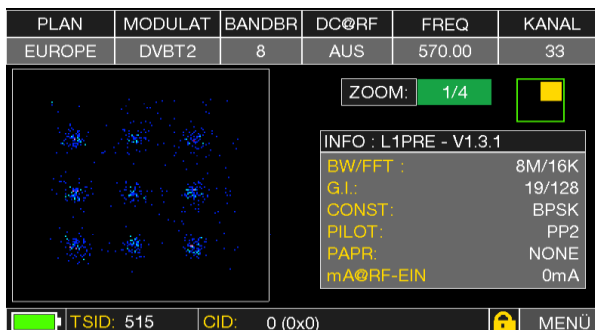 PLAN MODULAT BANDBR DC@RF FREQ KANAL
EUROPE DVBT2 8 AUS 570.00 33
ZOOM: 1/4
INFO : L1PRE - V1.3.1
BW/FFT : 8M/16K
G.I.: 19/128
CONST: BPSK
PILOT: PP2
PAPR: NONE
mA@RF-EIN 0mA
TSID: 515 CID: 0 (0x0) MENÜ